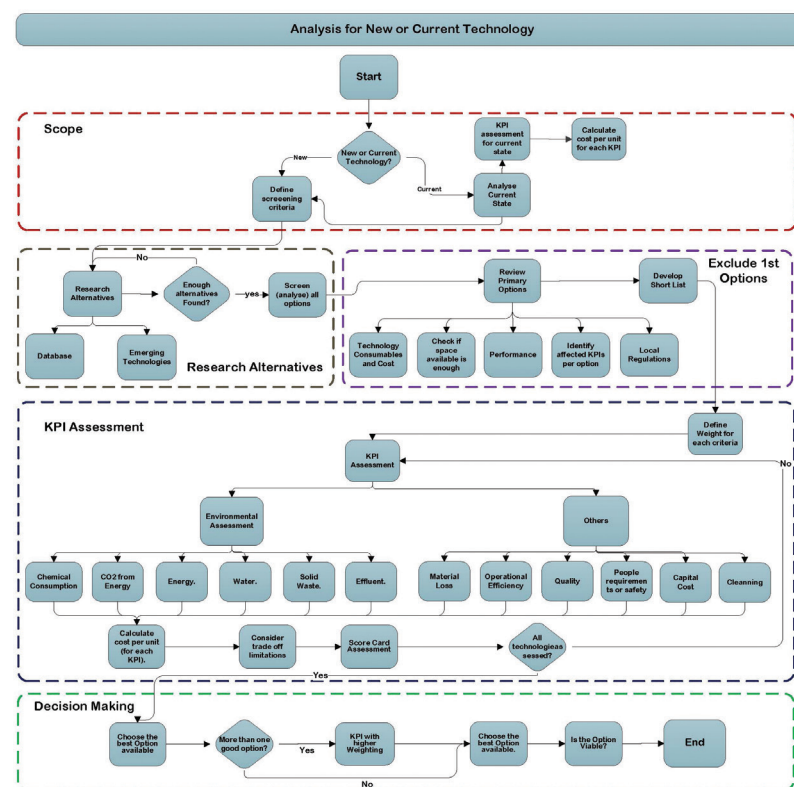 Analysis for New or Current Technology
Start
Scope
New or Current
Technology?
New
Current
KPI
assessment
for current
state
Calculate
cost per unit
for each KPI
Define
screeening
criteria
Analyse
Current
State
No
Research
Alternatives
Enough
alternatives
Found?
yes
Screen
(analyse) all
options
Database
Emerging
Technologies
Research Alternatives
Exclude 1st
Options
Review
Primary
Options
Develop
Short List
Technology
Consumables
and Cost
Check if
space
available is
enough
Performance
Identify
affected KPIs
per option
Local
Regulations
KPI Assessment
Define
Weight for
each criteria
KPI
Assessment
No
Environmental
Assessment
Others
Chemical
Consumption
CO2 from
Energy
Energy.
Water.
Solid
Waste.
Effluent.
Material
Loss
Operational
Efficiency
Quality
People
requiremen
ts or safety
Capital
Cost
Cleanning
Calculate
cost per unit
(for each
KPI).
Consider
trade off
limitations
Score Card
Assessment
All
technologieas
sessed?
Yes
Decision Making
Choose the
best Option
available
More than one
good option?
Yes
KPI with
higher
Weighting
Choose the
best Option
available.
Is the Option
Viable?
End
No